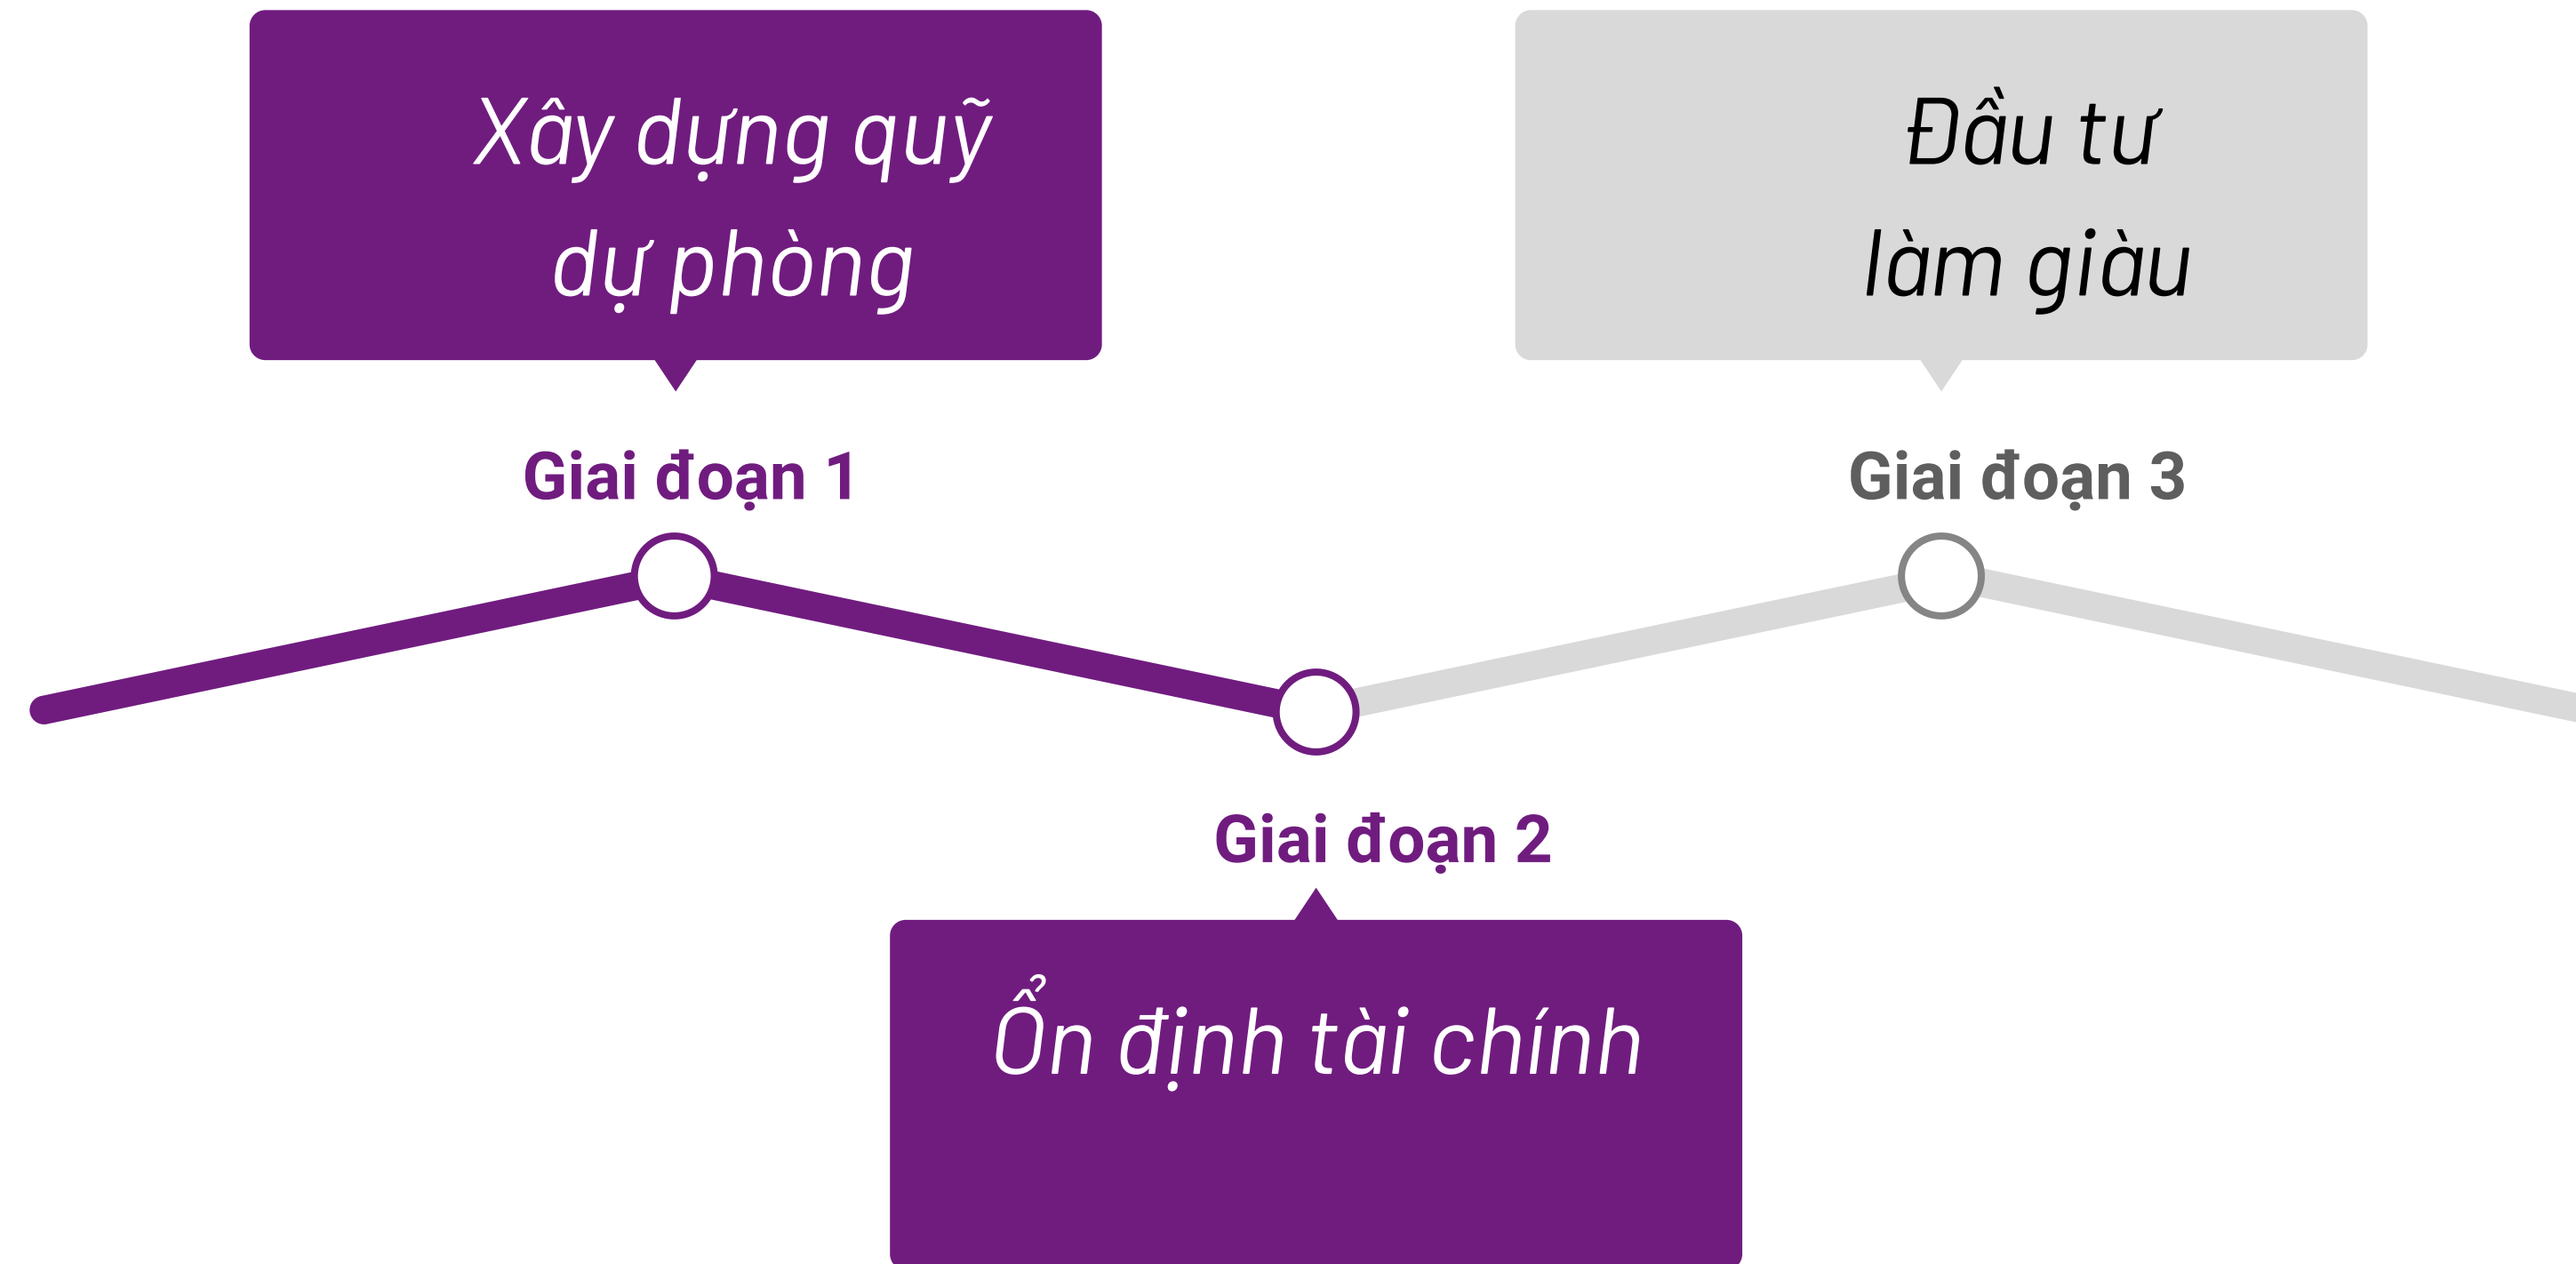 Xây dựng quỹ
dự phòng
Giai đoạn 1
Đầu tư
làm giàu
Giai đoạn 3
Giai đoạn 2
Ổn định tài chính